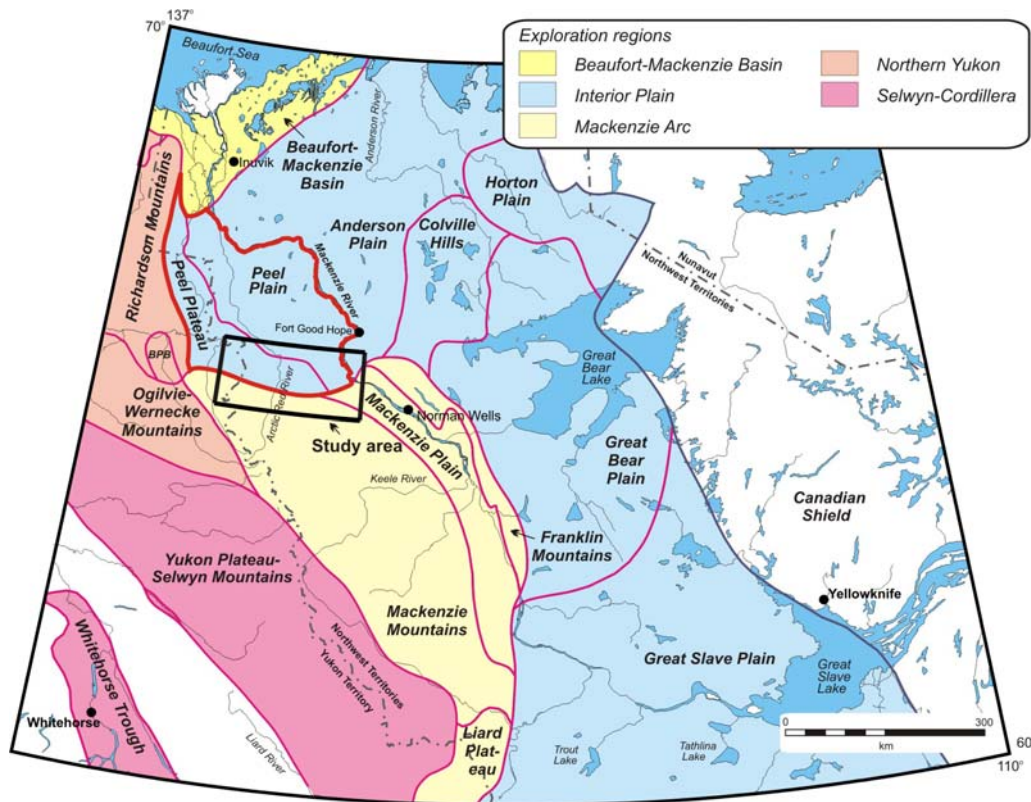 137°
70°
Beaufort Sea
Exploration regions
Beaufort-Mackenzie Basin
Interior Plain
Mackenzie Arc
Northern Yukon
Selwyn-Cordillera
Inuvik
Beaufort-
Mackenzie
Basin
Anderson River
Horton
Plain
Richardson Mountains
Anderson
Plain
Colville
Hills
Peel Plateau
Peel
Plain
Mackenzie River
Nunavut
Northwest Territories
Fort Good Hope
BPB
Great
Bear
Lake
Ogilvie-
Wernecke
Mountains
Arctic Red River
Norman Wells
Mackenzie Plain
Study area
Great
Bear
Plain
Keele River
Canadian
Shield
Franklin
Mountains
Yukon Plateau-
Selwyn Mountains
Yellowknife
Mackenzie
Mountains
Northwest Territories
Yukon Territory
Great Slave Plain
Great
Slave
Lake
Whitehorse Trough
Whitehorse
Liard River
Liard
Plat-
eau
Trout
Lake
Tathlina
Lake
0
300
km
60°
110°